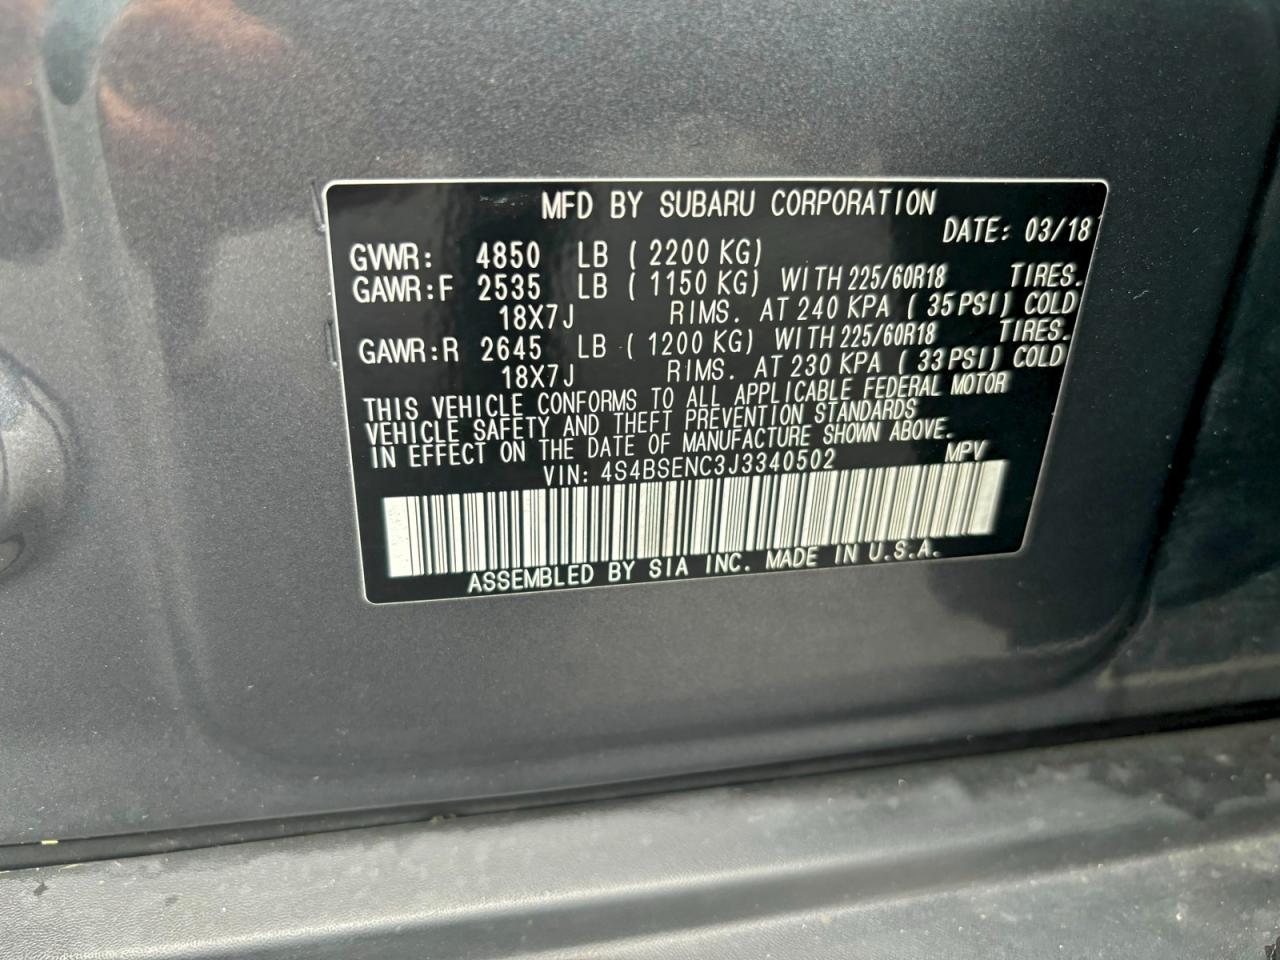 MFD BY SUBARU CORPORATION
DATE: 03/18
GVWR: 4850 LB ( 2200 KG)
GAWR:F 2535 LB ( 1150 KG) WITH 225/60R18 TIRES.
18X7J RIMS. AT 240 KPA ( 35 PSI) COLD
GAWR:R 2645 LB ( 1200 KG) WITH 225/60R18 TIRES.
18X7J RIMS. AT 230 KPA ( 33 PSI) COLD
THIS VEHICLE CONFORMS TO ALL APPLICABLE FEDERAL MOTOR
VEHICLE SAFETY AND THEFT PREVENTION STANDARDS
IN EFFECT ON THE DATE OF MANUFACTURE SHOWN ABOVE.
VIN: 4S4BSENC3J3340502 MPV
ASSEMBLED BY SIA INC. MADE IN U.S.A.